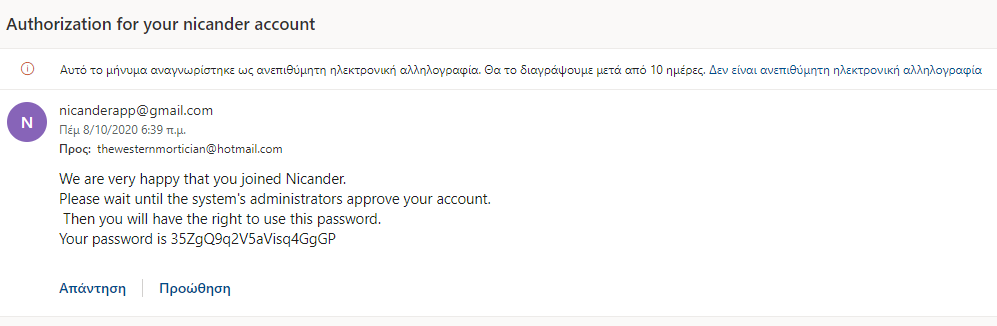 Authorization for your nicander account
Αυτό το μήνυμα αναγνωρίστηκε ως ανεπιθύμητη ηλεκτρονική αλληλογραφία. Θα το διαγράψουμε μετά από 10 ημέρες. Δεν είναι ανεπιθύμητη ηλεκτρονική αλληλογραφία
N
nicanderapp@gmail.com
Πέμ 8/10/2020 6:39 π.μ.
Προς: thewesternmortician@hotmail.com
We are very happy that you joined Nicander.
Please wait until the system's administrators approve your account.
Then you will have the right to use this password.
Your password is 35ZgQ9q2V5aVisq4GgGP
Απάντηση Προώθηση